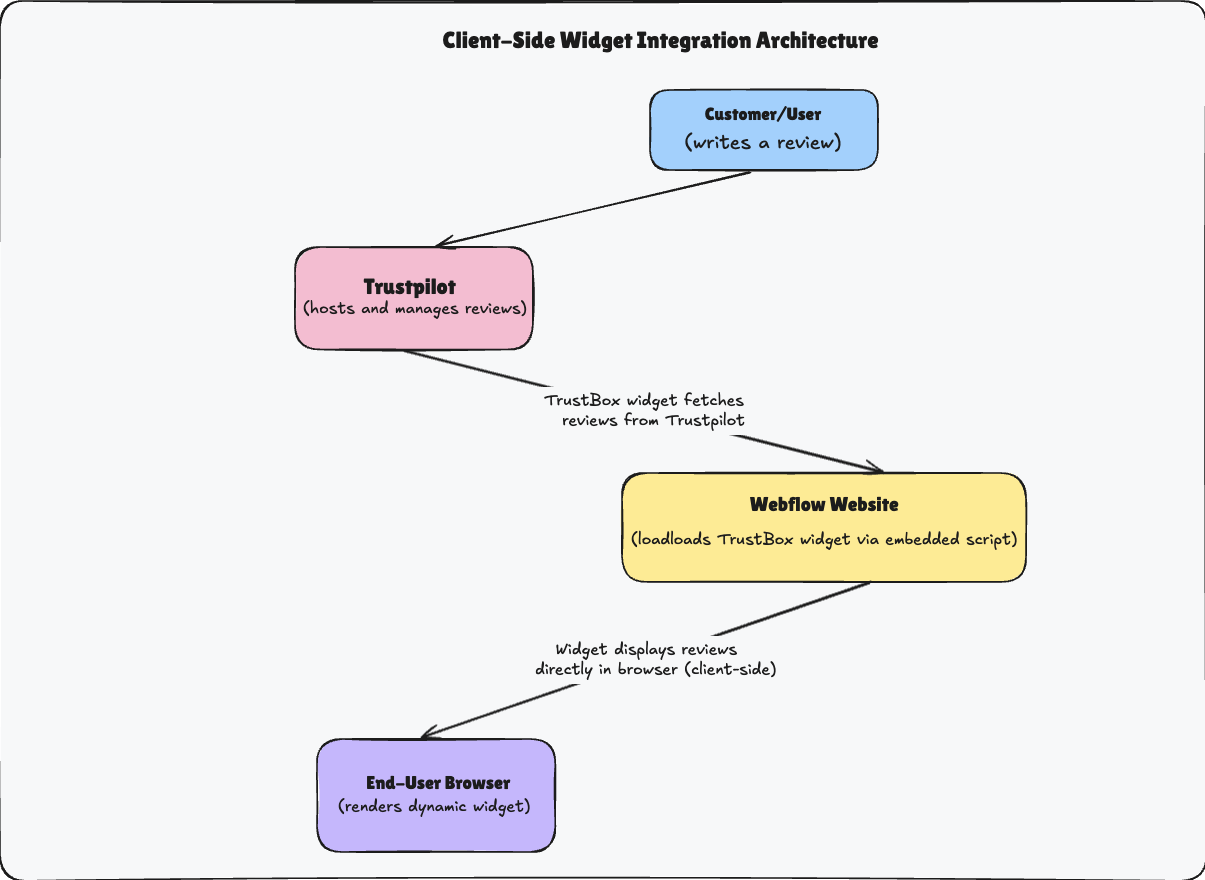 Client-Side Widget Integration Architecture
Customer/User
(writes a review)
Trustpilot
(hosts and manages reviews)
TrustBox widget fetches
reviews from Trustpilot
Webflow Website
(loadloads TrustBox widget via embedded script)
Widget displays reviews
directly in browser (client-side)
End-User Browser
(renders dynamic widget)